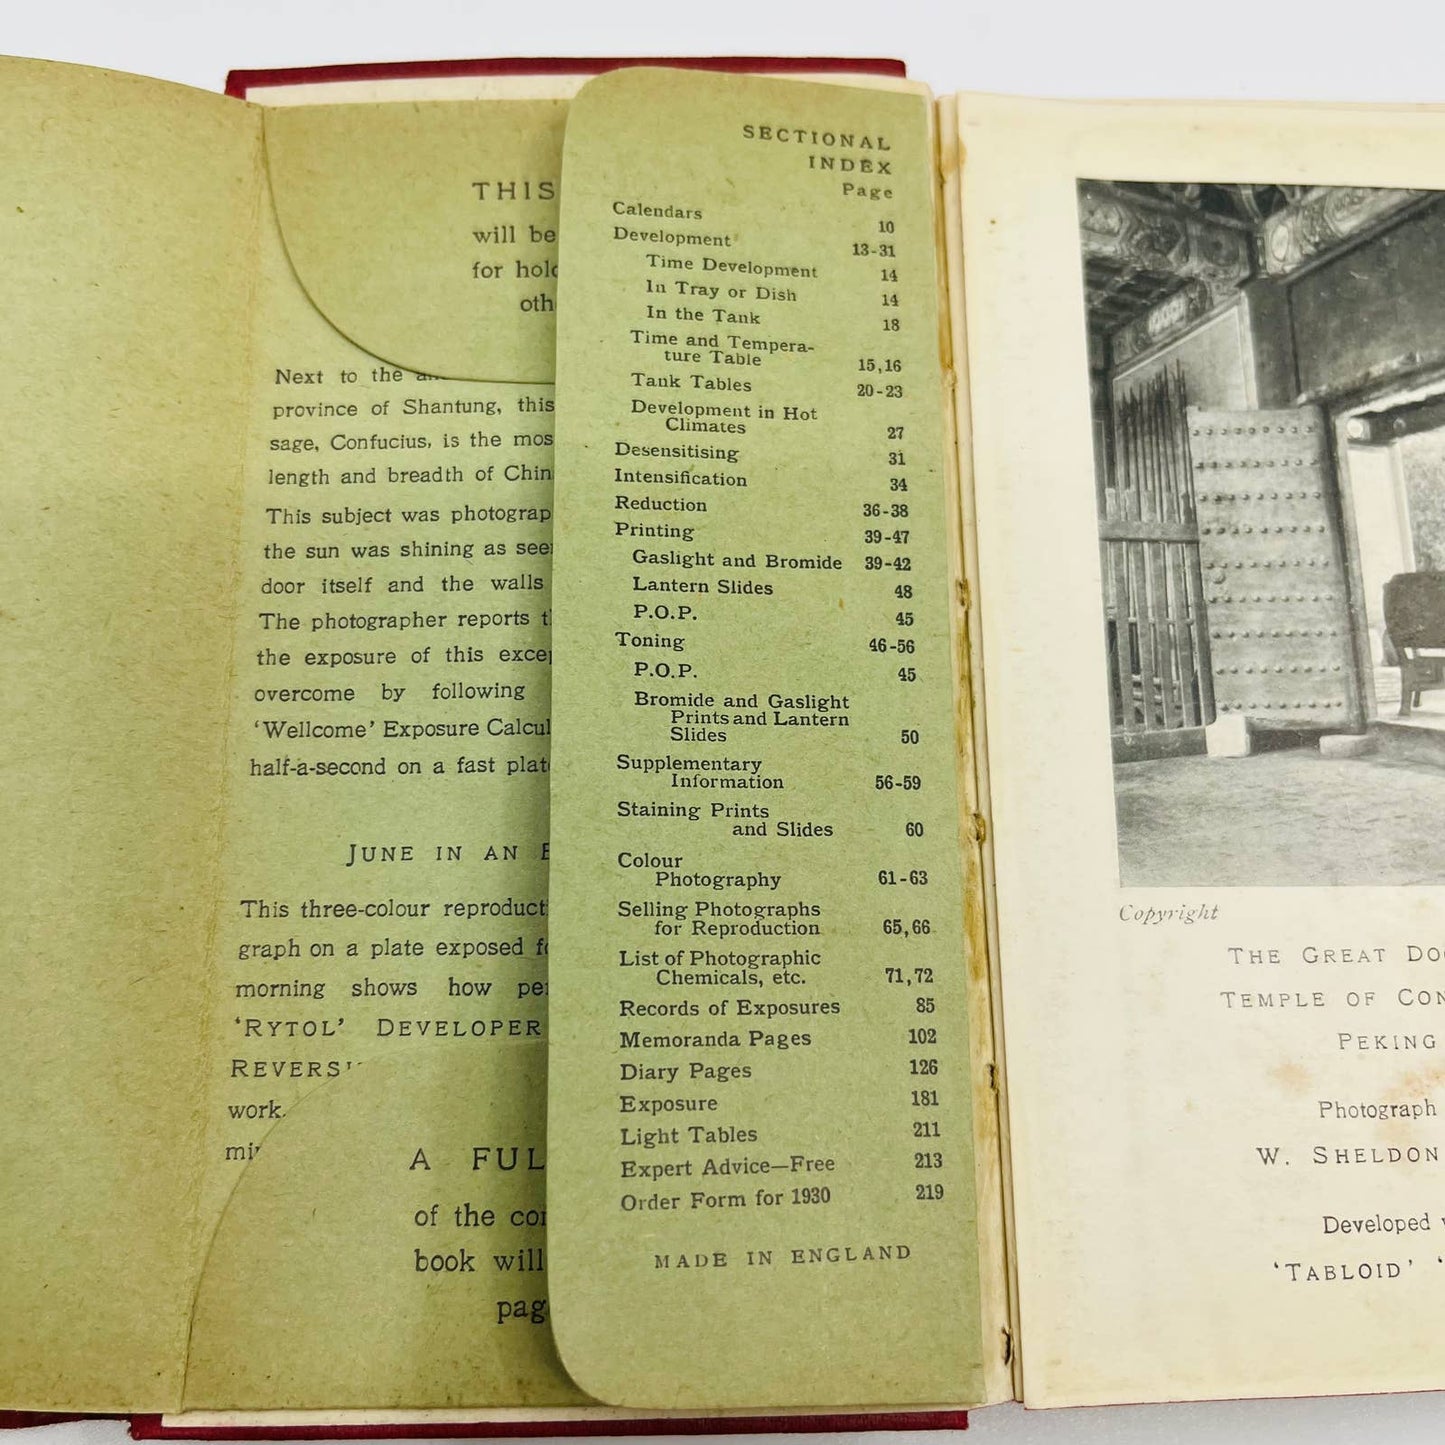 THIS
will be
for hold
oth
Next to the
province of Shantung, this
sage, Confucius, is the mos
length and breadth of Chin
This subject was photograp
the sun was shining as see
door itself and the walls
The photographer reports t
the exposure of this excep
overcome by following
‘Wellcome’ Exposure Calcul
half-a-second on a fast plat
JUNE IN AN E
This three-colour reproduct
graph on a plate exposed fo
morning shows how per
‘RYTOL’ DEVELOPER
REVERSI
work.
mi
A FUL
of the con
book will
pag
SECTIONAL
INDEX
Page
Calendars 10
Development 13-31
Time Development 14
In Tray or Dish 14
In the Tank 18
Time and Tempera-
ture Table 15,16
Tank Tables 20-23
Development in Hot
Climates 27
Desensitising 31
Intensification 34
Reduction 36-38
Printing 39-47
Gaslight and Bromide 39-42
Lantern Slides 48
P.O.P. 45
Toning 46-56
P.O.P. 45
Bromide and Gaslight
Prints and Lantern
Slides 50
Supplementary
Information 56-59
Staining Prints
and Slides 60
Colour
Photography 61-63
Selling Photographs
for Reproduction 65,66
List of Photographic
Chemicals, etc. 71,72
Records of Exposures 85
Memoranda Pages 102
Diary Pages 126
Exposure 181
Light Tables 211
Expert Advice—Free 213
Order Form for 1930 219
MADE IN ENGLAND
Copyright
THE GREAT DOO
TEMPLE OF CON
PEKING
Photograph
W. SHELDON
Developed
‘TABLOID’ ‘